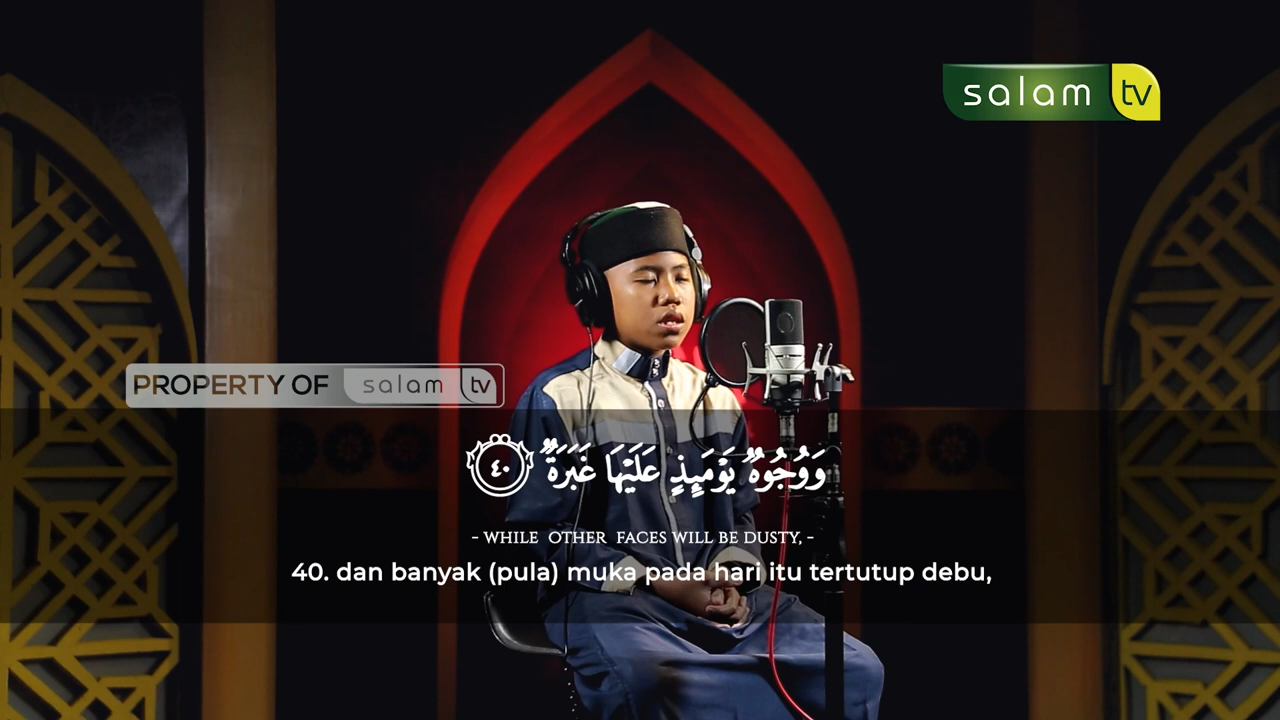 salam tv
PROPERTY OF salam tv
وَوُجُوهٌ يَوْمَئِذٍ عَلَيْهَا غَبَرَةٌ ٤٠
- WHILE OTHER FACES WILL BE DUSTY, -
40. dan banyak (pula) muka pada hari itu tertutup debu,